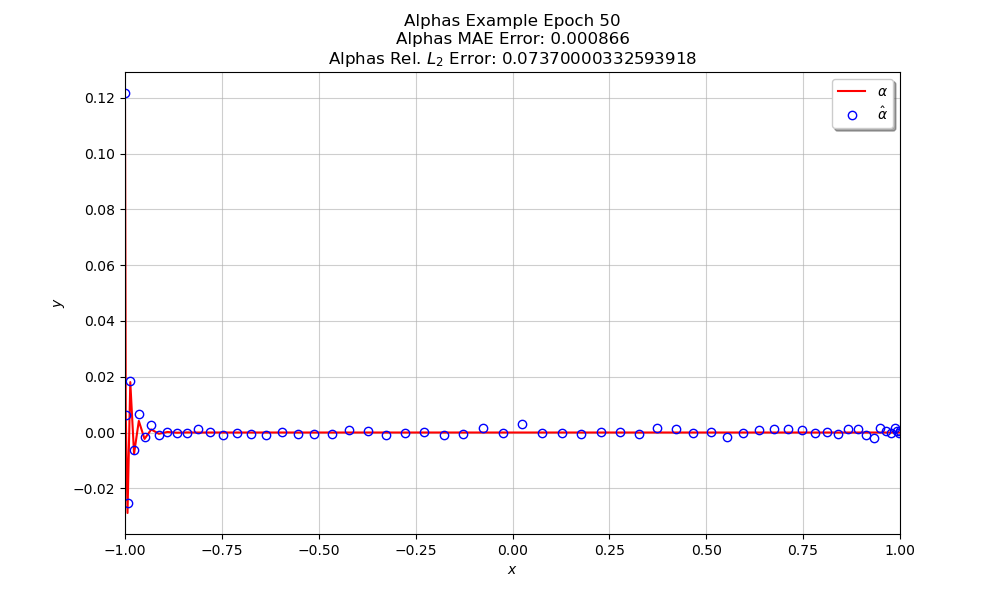 Alphas Example Epoch 50
Alphas MAE Error: 0.000866
Alphas Rel. $L_2$ Error: 0.07370000332593918
α
α̂
0.12
0.10
0.08
0.06
0.04
0.02
0.00
−0.02
y
−1.00 −0.75 −0.50 −0.25 0.00 0.25 0.50 0.75 1.00
x